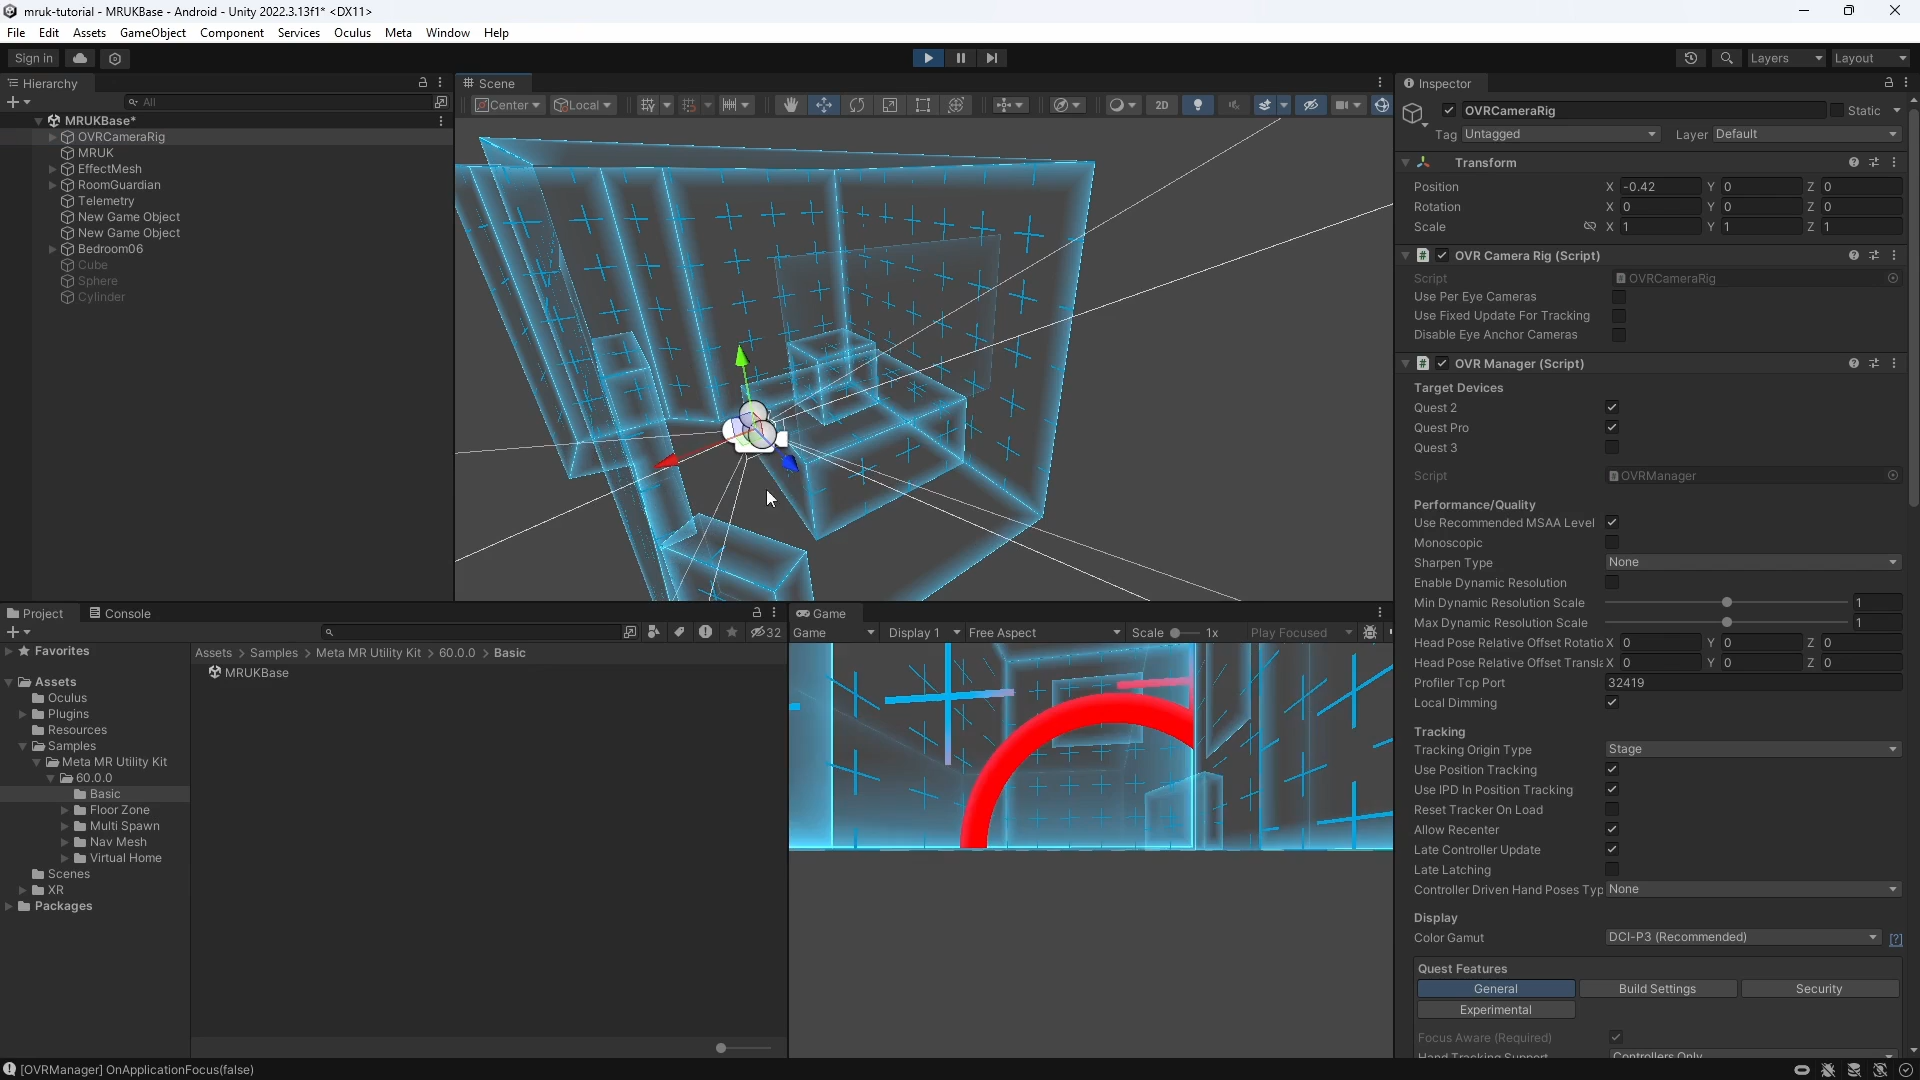 mruk-tutorial - MRUKBase - Android - Unity 2022.3.13f1* <DX11>
File Edit Assets GameObject Component Services Oculus Meta Window Help
Sign in
Layers
Layout
Hierarchy
All
MRUKBase*
OVRCameraRig
MRUK
EffectMesh
RoomGuardian
Telemetry
New Game Object
New Game Object
Bedroom06
Cube
Sphere
Cylinder
Scene
Center Local 2D
Project Console
32
Favorites
Assets
Oculus
Plugins
Resources
Samples
Meta MR Utility Kit
60.0.0
Basic
Floor Zone
Multi Spawn
Nav Mesh
Virtual Home
Scenes
XR
Packages
Assets > Samples > Meta MR Utility Kit > 60.0.0 > Basic
MRUKBase
Game
Game Display 1 Free Aspect Scale 1x Play Focused
Inspector
OVRCameraRig Static
Tag Untagged Layer Default
Transform
Position X -0.42 Y 0 Z 0
Rotation X 0 Y 0 Z 0
Scale X 1 Y 1 Z 1
OVR Camera Rig (Script)
Script OVRCameraRig
Use Per Eye Cameras
Use Fixed Update For Tracking
Disable Eye Anchor Cameras
OVR Manager (Script)
Target Devices
Quest 2
Quest Pro
Quest 3
Script OVRManager
Performance/Quality
Use Recommended MSAA Level
Monoscopic
Sharpen Type None
Enable Dynamic Resolution
Min Dynamic Resolution Scale 1
Max Dynamic Resolution Scale 1
Head Pose Relative Offset Rotatio X 0 Y 0 Z 0
Head Pose Relative Offset Transla X 0 Y 0 Z 0
Profiler Tcp Port 32419
Local Dimming
Tracking
Tracking Origin Type Stage
Use Position Tracking
Use IPD In Position Tracking
Reset Tracker On Load
Allow Recenter
Late Controller Update
Late Latching
Controller Driven Hand Poses Typ None
Display
Color Gamut DCI-P3 (Recommended) [?]
Quest Features
General Build Settings Security
Experimental
Focus Aware (Required)
Hand Tracking Support Controllers Only
[OVRManager] OnApplicationFocus(false)